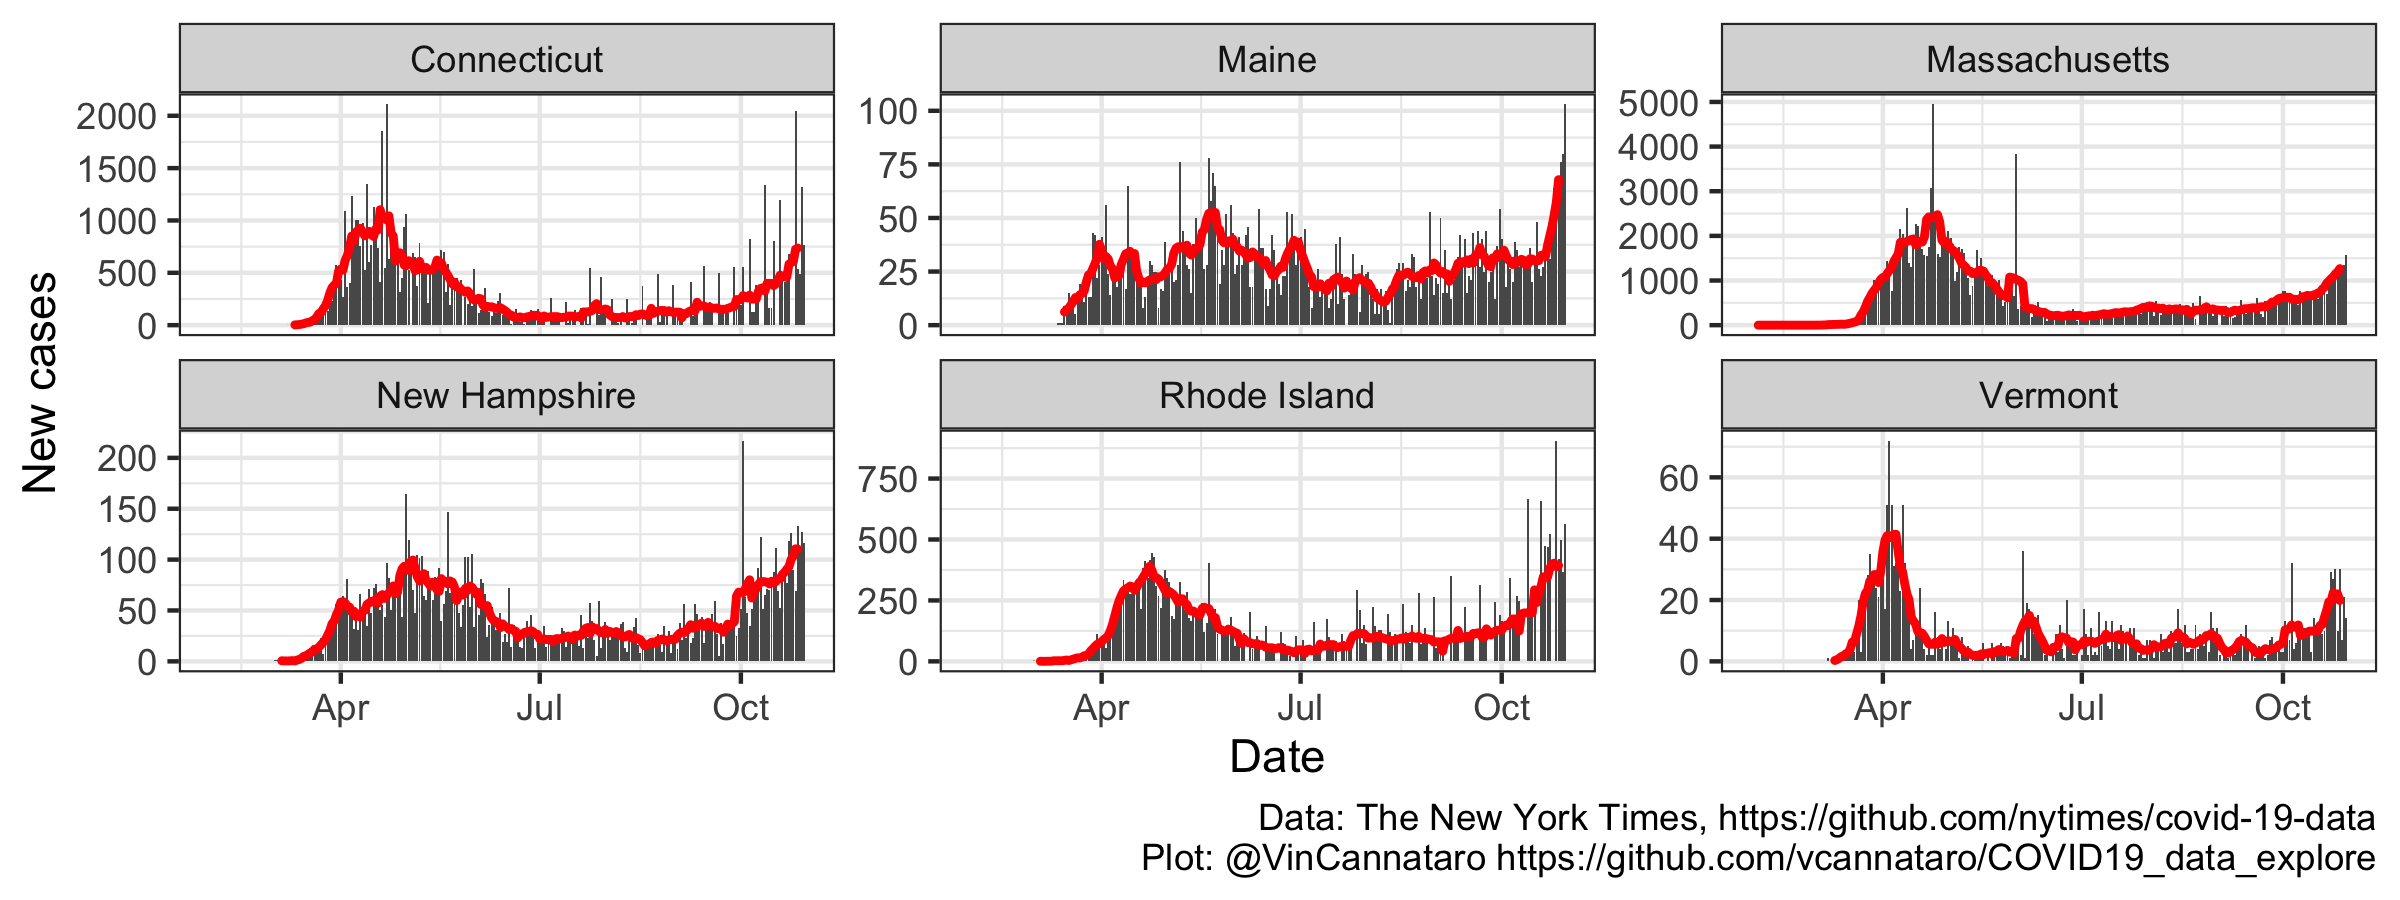 Connecticut
Maine
Massachusetts
2000
1500
1000
500
0
100
75
50
25
0
5000
4000
3000
2000
1000
0
New cases
New Hampshire
Rhode Island
Vermont
200
150
100
50
0
750
500
250
0
60
40
20
0
Apr Jul Oct
Apr Jul Oct
Apr Jul Oct
Date
Data: The New York Times, https://github.com/nytimes/covid-19-data
Plot: @VinCannataro https://github.com/vcannataro/COVID19_data_explore